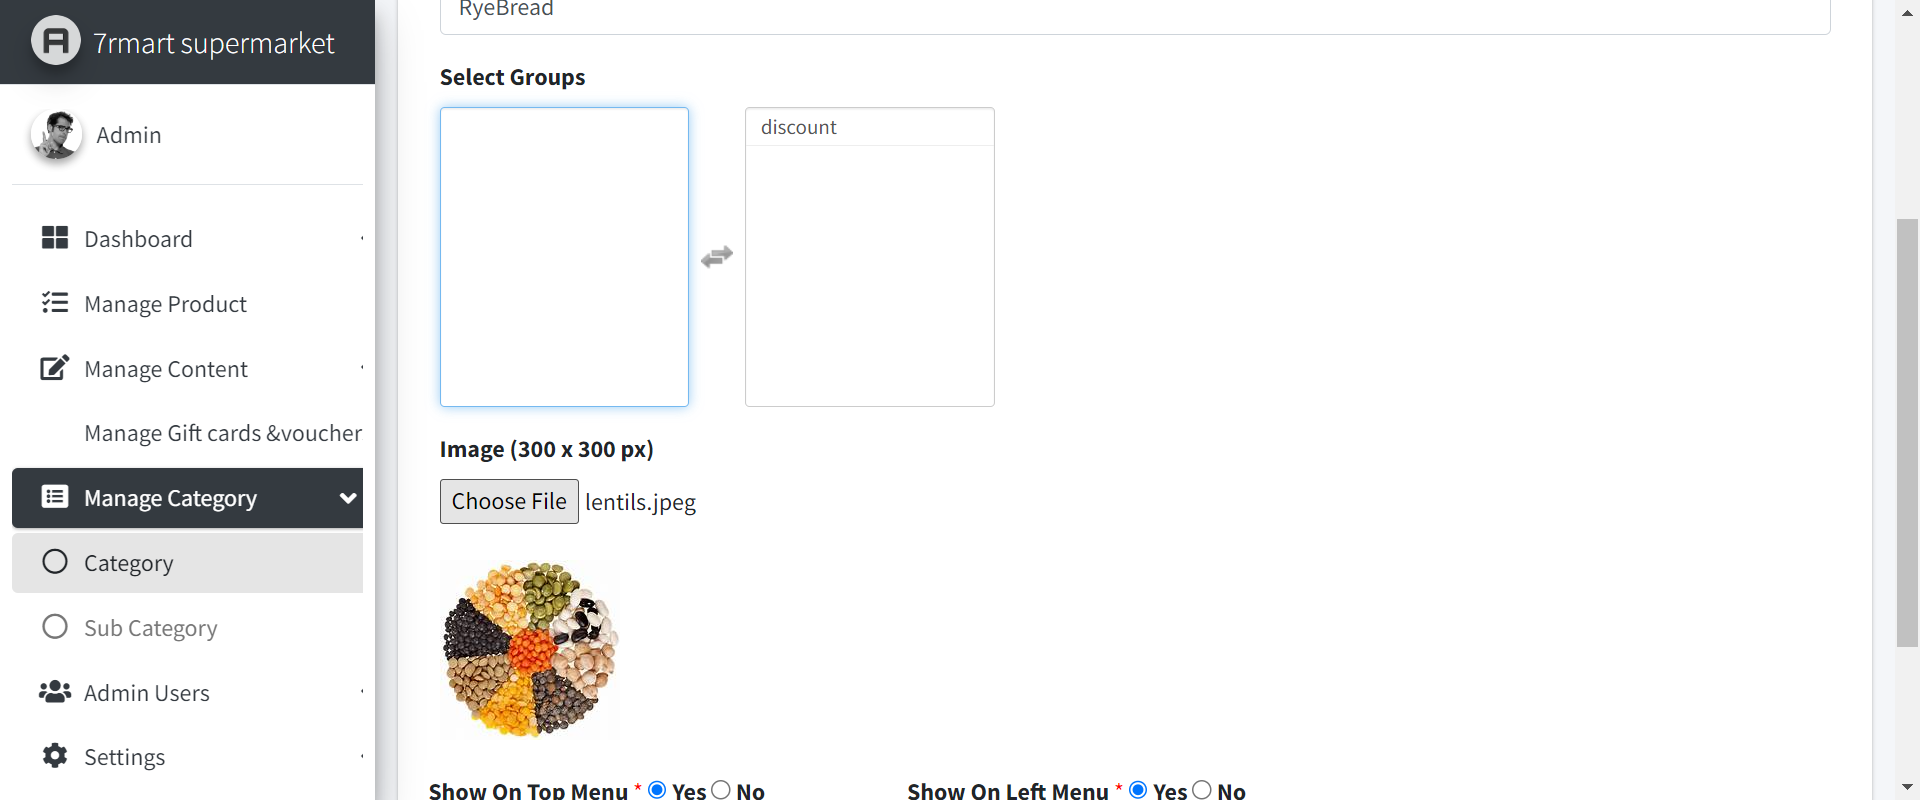 7rmart supermarket
Admin
Dashboard
Manage Product
Manage Content
Manage Gift cards &voucher
Manage Category
Category
Sub Category
Admin Users
Settings
RyeBread
Select Groups
discount
Image (300 x 300 px)
Choose File lentils.jpeg
Show On Top Menu * Yes No Show On Left Menu * Yes No